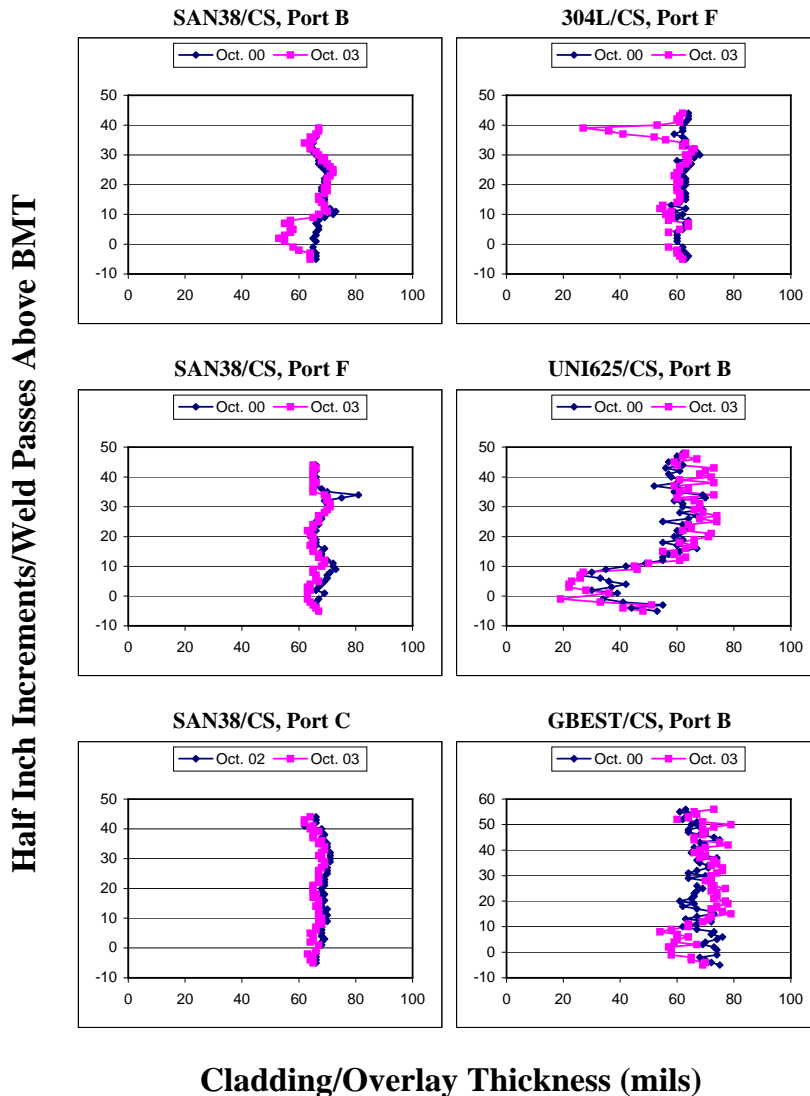 Half Inch Increments/Weld Passes Above BMT
SAN38/CS, Port B
Oct. 00 Oct. 03
50
40
30
20
10
0
-10
0 20 40 60 80 100
304L/CS, Port F
Oct. 00 Oct. 03
50
40
30
20
10
0
-10
0 20 40 60 80 100
SAN38/CS, Port F
Oct. 00 Oct. 03
50
40
30
20
10
0
-10
0 20 40 60 80 100
UNI625/CS, Port B
Oct. 00 Oct. 03
50
40
30
20
10
0
-10
0 20 40 60 80 100
SAN38/CS, Port C
Oct. 02 Oct. 03
50
40
30
20
10
0
-10
0 20 40 60 80 100
GBEST/CS, Port B
Oct. 00 Oct. 03
60
50
40
30
20
10
0
-10
0 20 40 60 80 100
Cladding/Overlay Thickness (mils)